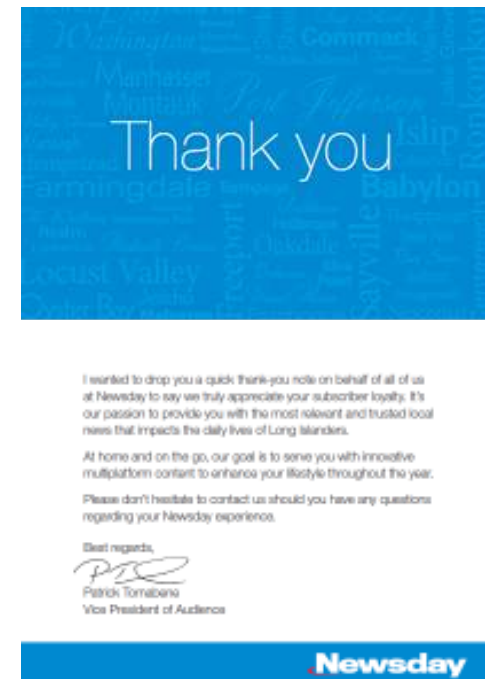 Port
Washington
Commack
Manhasset
Montauk
Port Jefferson
Thank you
Islip
Ronkonkoma
Farmingdale
Babylon
Freeport
Oakdale
Sayville
Locust Valley
Oyster Bay
I wanted to drop you a quick thank-you note on behalf of all of us
at Newsday to say we truly appreciate your subscriber loyalty. It's
our passion to provide you with the most relevant and trusted local
news that impacts the daily lives of Long Islanders.
At home and on the go, our goal is to serve you with innovative
multiplatform content to enhance your lifestyle throughout the year.
Please don't hesitate to contact us should you have any questions
regarding your Newsday experience.
Best regards,
Patrick Tornabene
Vice President of Audience
Newsday